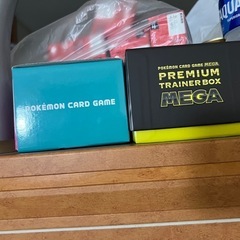 POKÉMON CARD GAME
POKÉMON CARD GAME MEGA
PREMIUM
TRAINER BOX
MEGA